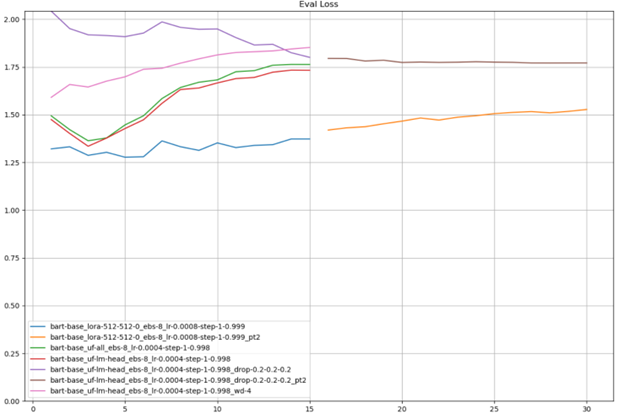 Eval Loss
2.00
1.75
1.50
1.25
1.00
0.75
0.50
0.25
0.00
bart-base_lora-512-512-0_ebs-8_lr-0.0008-step-1-0.999
bart-base_lora-512-512-0_ebs-8_lr-0.0008-step-1-0.999_pt2
bart-base_uf-all_ebs-8_lr-0.0004-step-1-0.998
bart-base_uf-lm-head_ebs-8_lr-0.0004-step-1-0.998
bart-base_uf-lm-head_ebs-8_lr-0.0004-step-1-0.998_drop-0.2-0.2-0.2
bart-base_uf-lm-head_ebs-8_lr-0.0004-step-1-0.998_drop-0.2-0.2-0.2_pt2
bart-base_uf-lm-head_ebs-8_lr-0.0004-step-1-0.998_wd-4
0 5 10 15 20 25 30